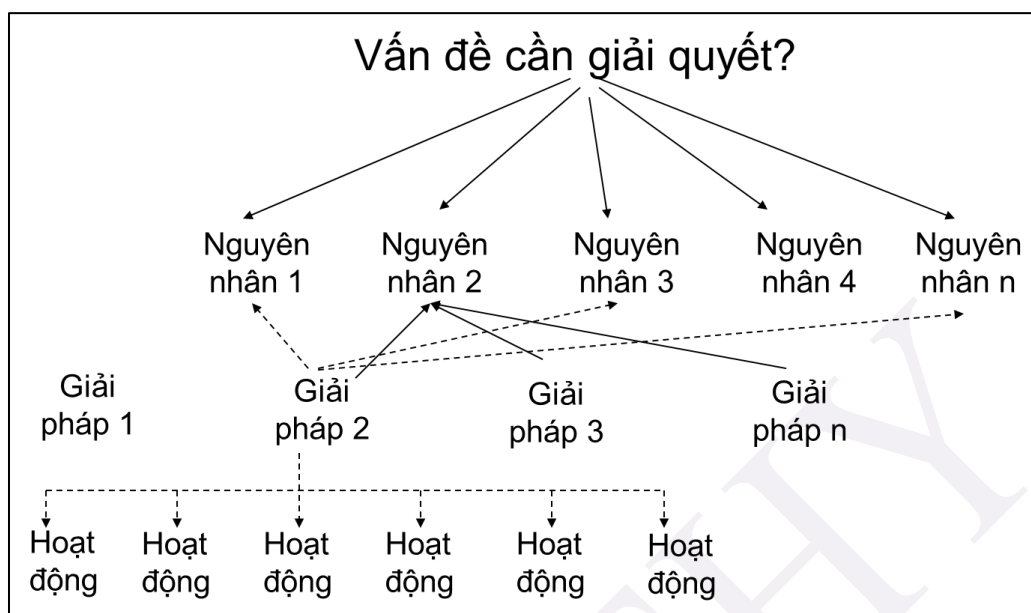 Vấn đề cần giải quyết?
Nguyên nhân 1
Nguyên nhân 2
Nguyên nhân 3
Nguyên nhân 4
Nguyên nhân n
Giải pháp 1
Giải pháp 2
Giải pháp 3
Giải pháp n
Hoạt động
Hoạt động
Hoạt động
Hoạt động
Hoạt động
Hoạt động
THY